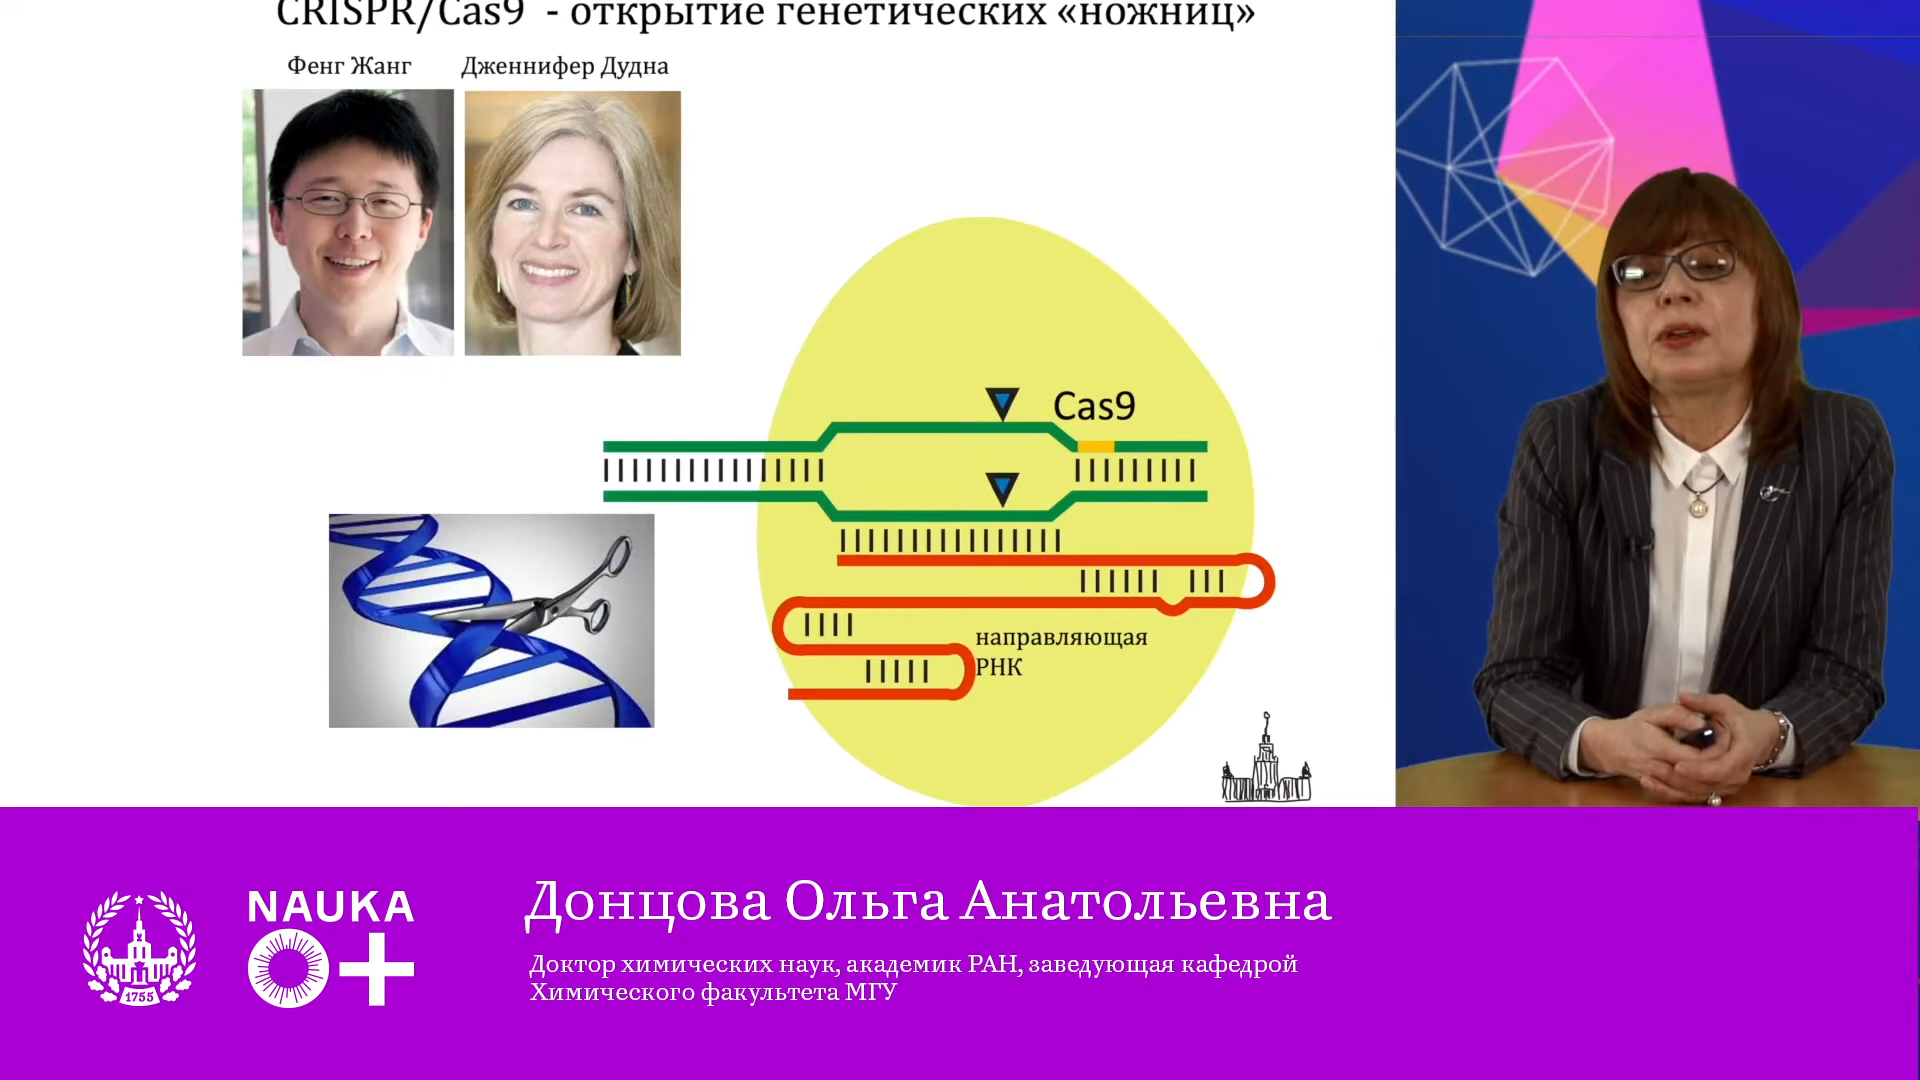 CRISPR/Cas9 - открытие генетических «ножниц»
Фенг Жанг
Дженнифер Дудна
Cas9
направляющая
РНК
NAUKA
0+
1755
Донцова Ольга Анатольевна
Доктор химических наук, академик РАН, заведующая кафедрой
Химического факультета МГУ